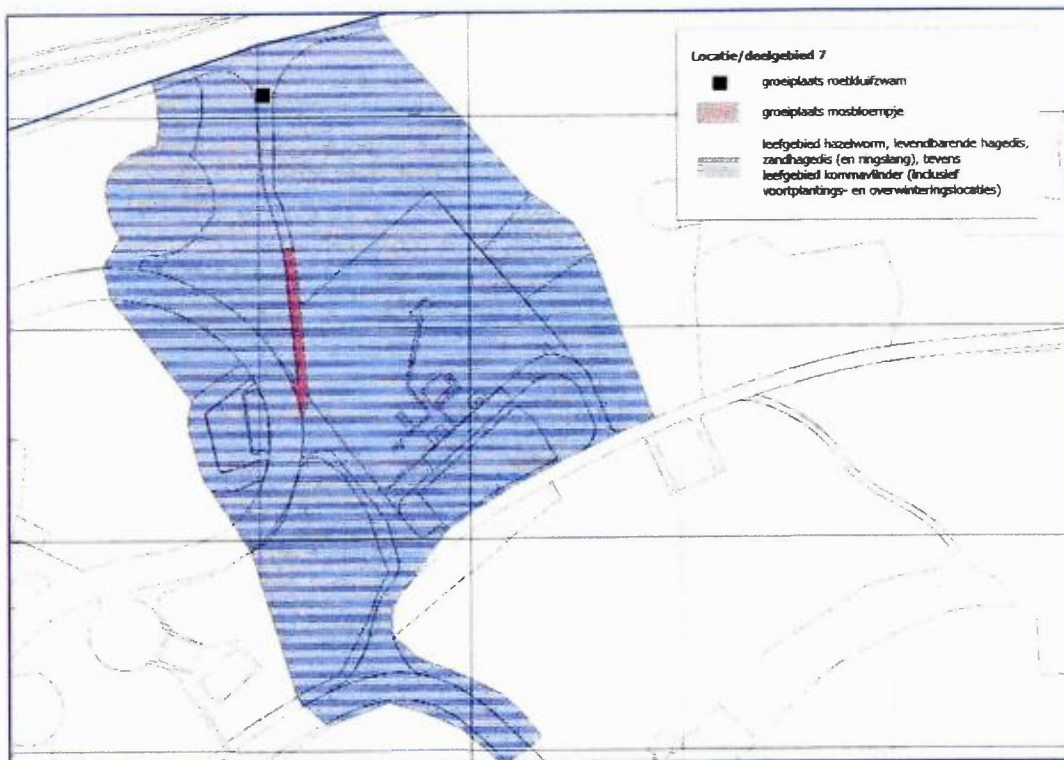 Locatie/deelgebied 7
groeiplaats roetkluifzwam
groeiplaats mosbloempje
leefgebied hazelworm, levendbarende hagedis,
zandhagedis (en ringslang), tevens
leefgebied kommavlinder (inclusief
voortplantings- en overwinteringslocaties)